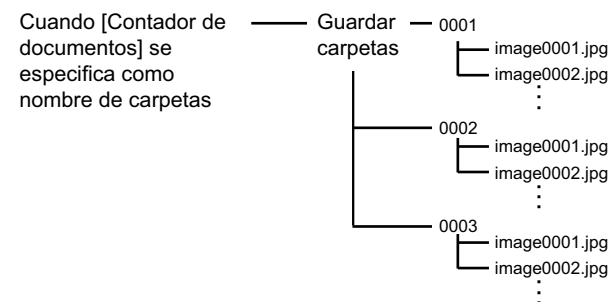 Cuando [Contador de
documentos] se
especifica como
nombre de carpetas
Guardar
carpetas
0001
image0001.jpg
image0002.jpg
0002
image0001.jpg
image0002.jpg
0003
image0001.jpg
image0002.jpg